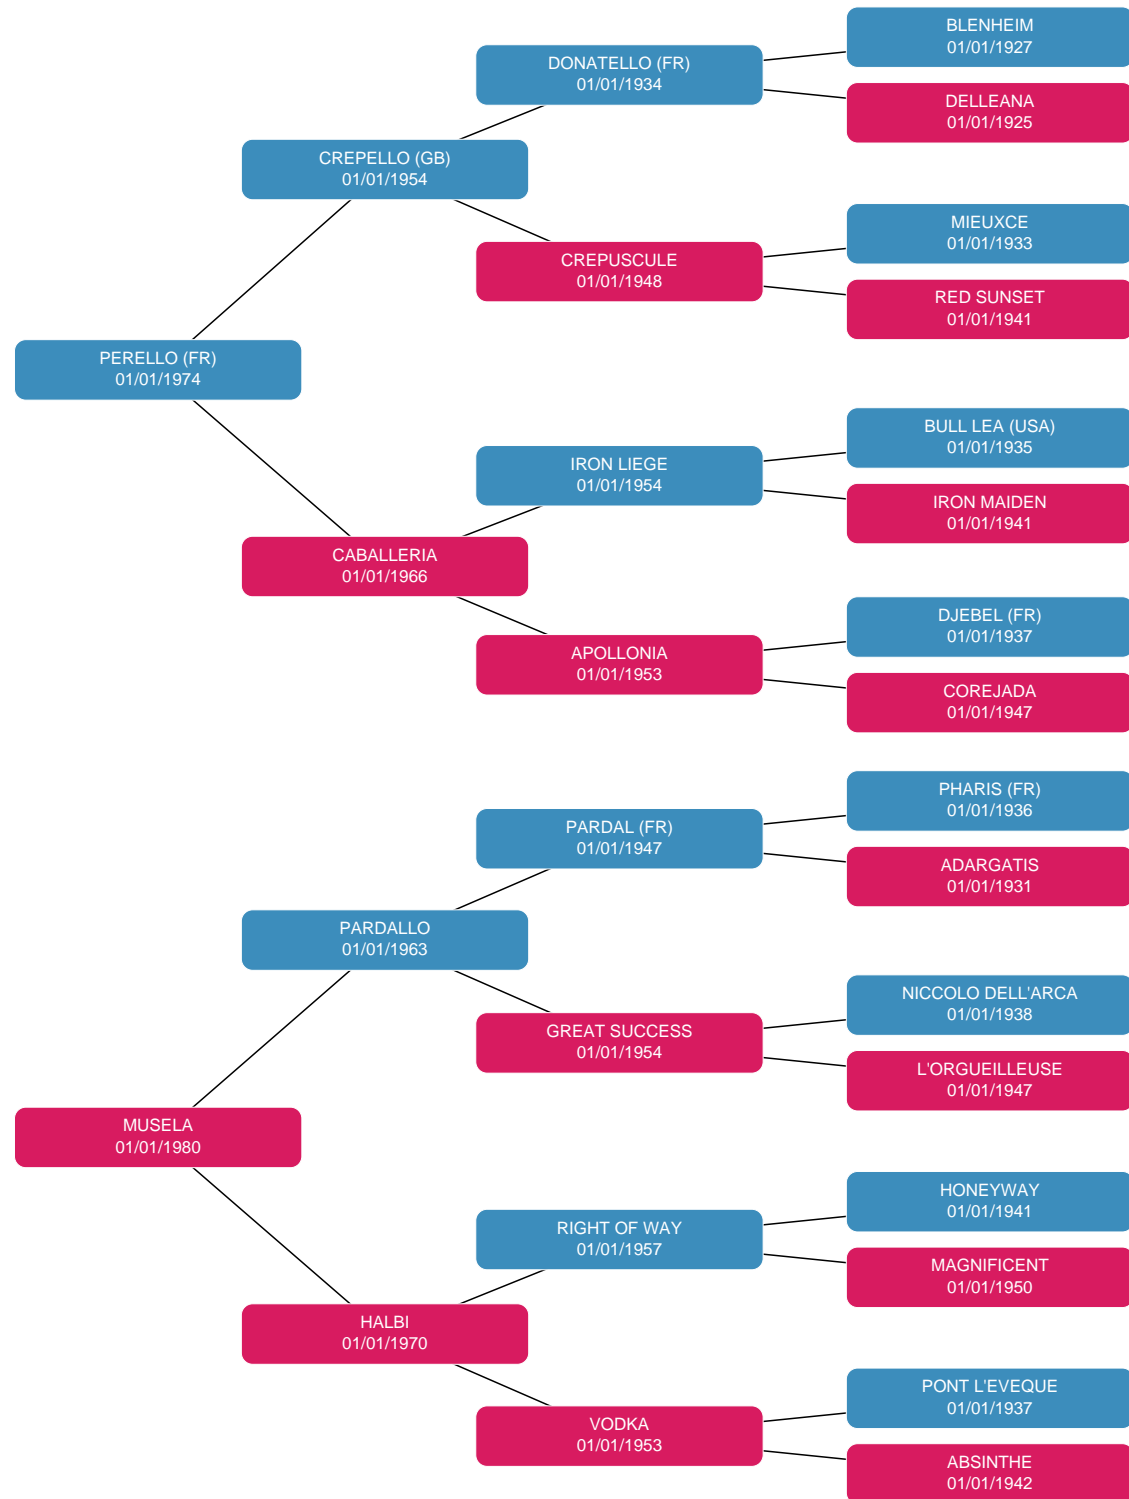 BLENHEIM
01/01/1927
DONATELLO (FR)
01/01/1934
DELLEANA
01/01/1925
CREPELLO (GB)
01/01/1954
MIEUXCE
01/01/1933
CREPUSCULE
01/01/1948
RED SUNSET
01/01/1941
PERELLO (FR)
01/01/1974
BULL LEA (USA)
01/01/1935
IRON LIEGE
01/01/1954
IRON MAIDEN
01/01/1941
CABALLERIA
01/01/1966
DJEBEL (FR)
01/01/1937
APOLLONIA
01/01/1953
COREJADA
01/01/1947
PHARIS (FR)
01/01/1936
PARDAL (FR)
01/01/1947
ADARGATIS
01/01/1931
PARDALLO
01/01/1963
NICCOLO DELL'ARCA
01/01/1938
GREAT SUCCESS
01/01/1954
L'ORGUEILLEUSE
01/01/1947
MUSELA
01/01/1980
HONEYWAY
01/01/1941
RIGHT OF WAY
01/01/1957
MAGNIFICENT
01/01/1950
HALBI
01/01/1970
PONT L'EVEQUE
01/01/1937
VODKA
01/01/1953
ABSINTHE
01/01/1942